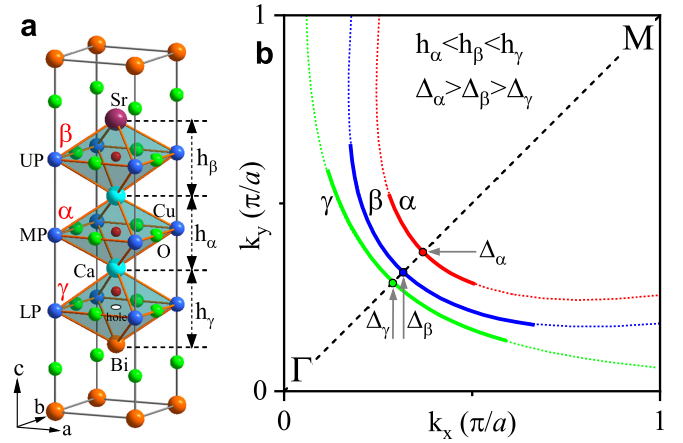 a
Sr
β
UP
h_β
α
Cu
MP
h_α
O
Ca
γ
LP
hole
h_γ
Bi
c
b
a
b
1
M
h_α<h_β<h_γ
Δ_α>Δ_β>Δ_γ
k_y (π/a)
γ β α
Δ_α
Δ_γ Δ_β
Γ
0
0
k_x (π/a)
1